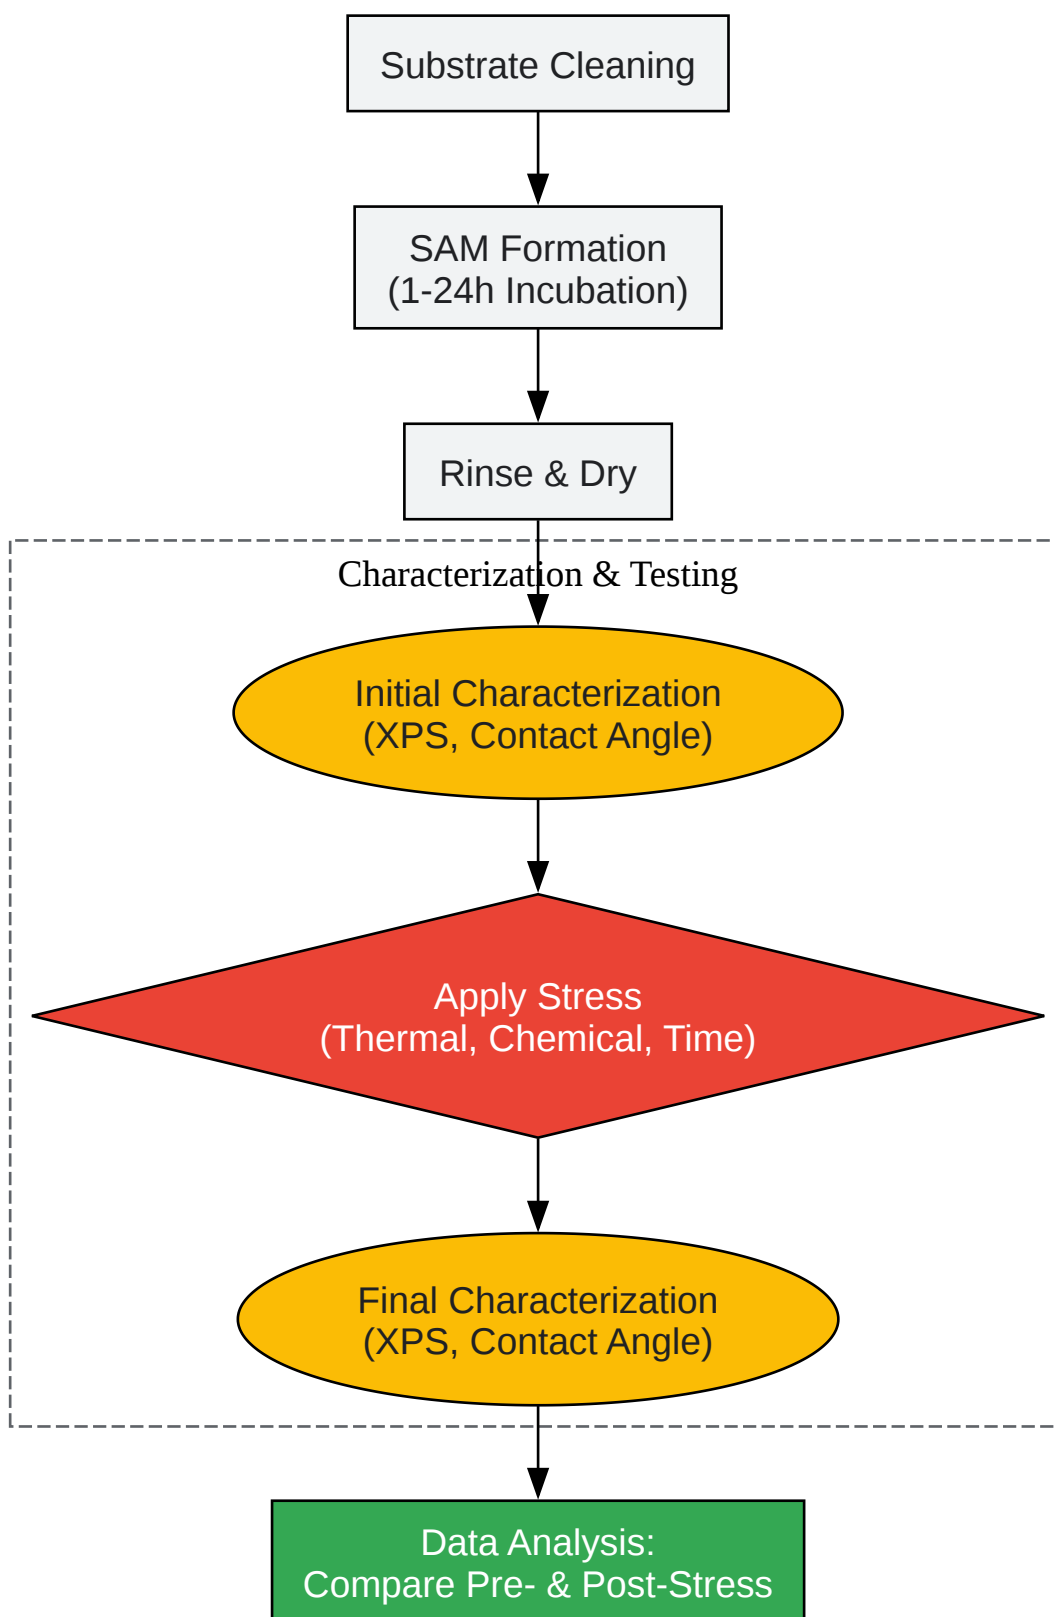 Substrate Cleaning
SAM Formation
(1-24h Incubation)
Rinse & Dry
Characterization & Testing
Initial Characterization
(XPS, Contact Angle)
Apply Stress
(Thermal, Chemical, Time)
Final Characterization
(XPS, Contact Angle)
Data Analysis:
Compare Pre- & Post-Stress